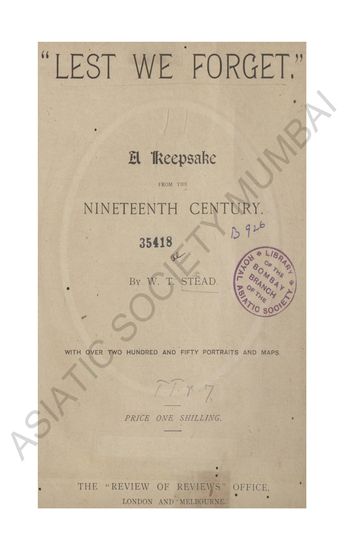 "LEST WE FORGET."
A Keepsake
FROM THE
NINETEENTH CENTURY.
35418
B 926
BY W. T. STEAD.
LIBRARY
OF THE
BOMBAY
BRANCH
OF THE
ROYAL ASIATIC SOCIETY
WITH OVER TWO HUNDRED AND FIFTY PORTRAITS AND MAPS.
PRICE ONE SHILLING.
THE "REVIEW OF REVIEWS" OFFICE,
LONDON AND MELBOURNE.
ASIATIC SOCIETY MUMBAI